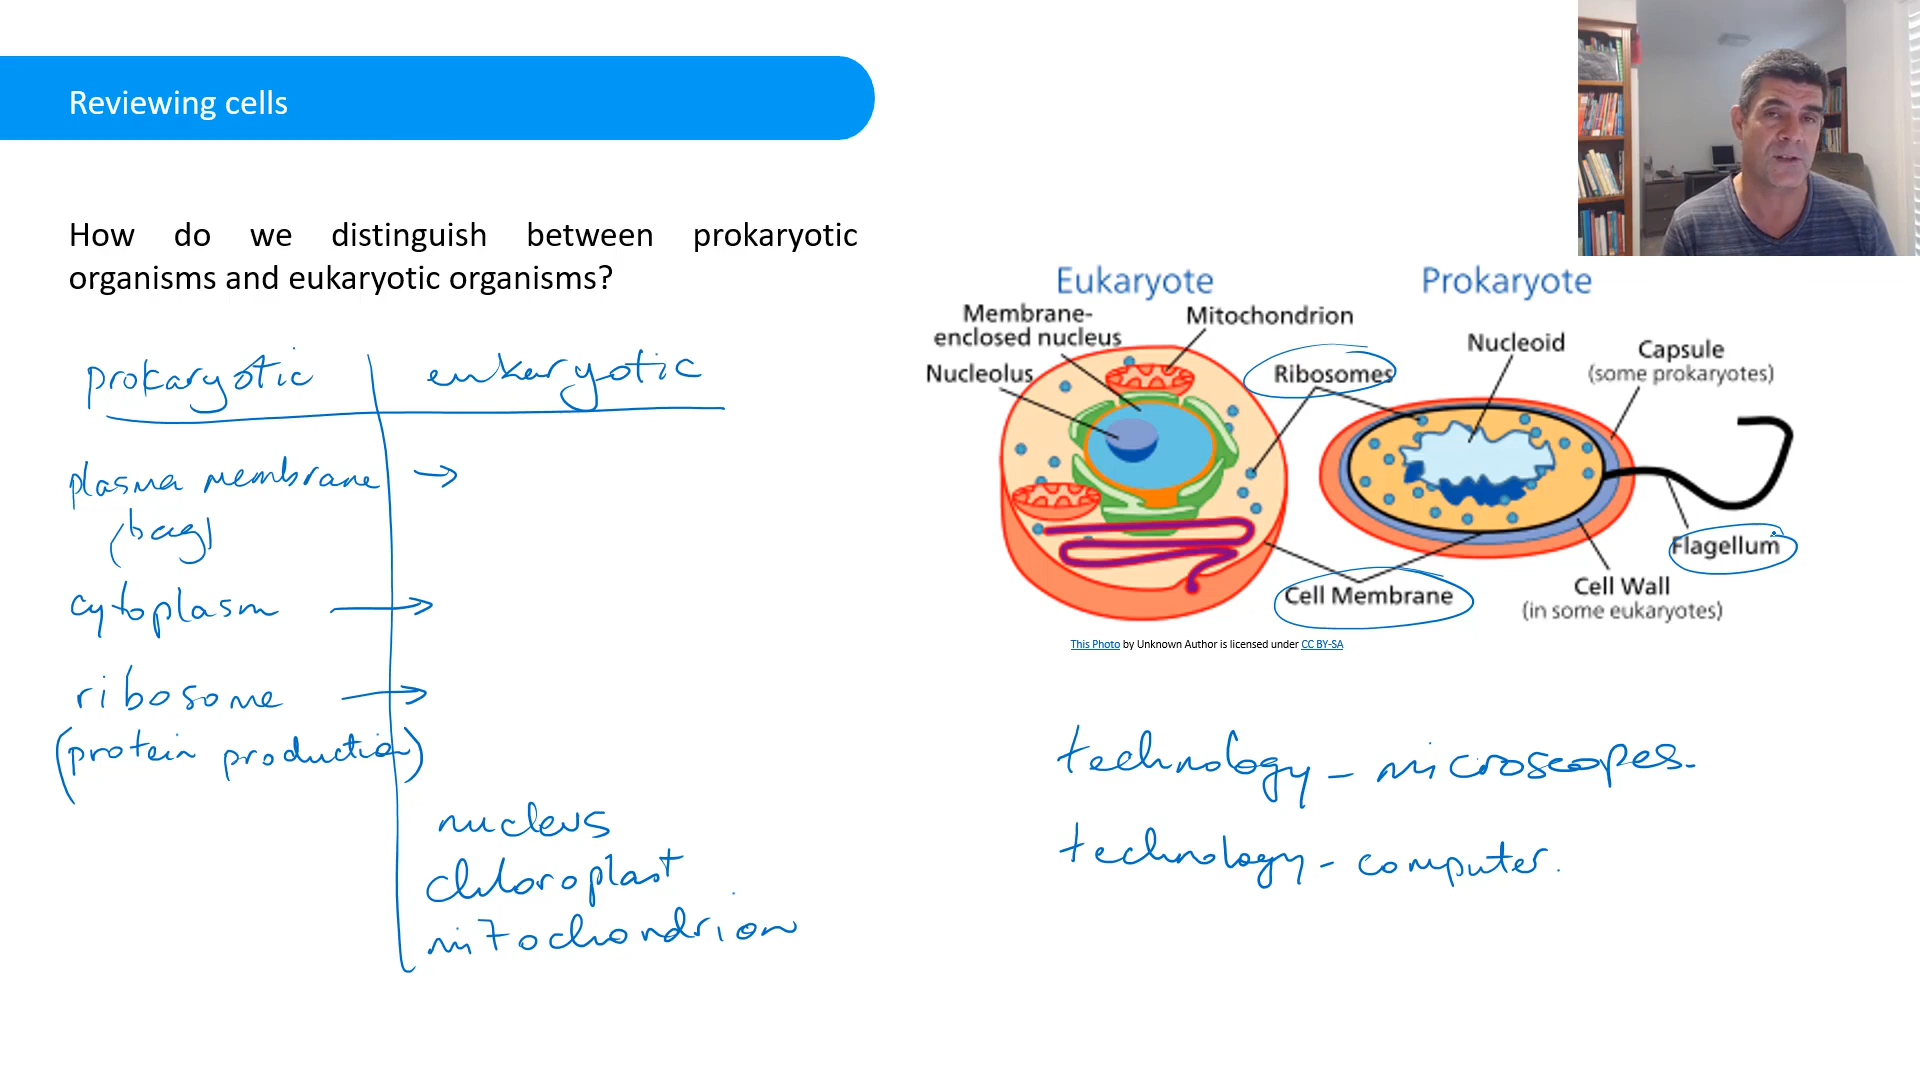 Reviewing cells
How do we distinguish between prokaryotic
organisms and eukaryotic organisms?
prokaryotic
eukaryotic
plasma membrane →
(bag)
cytoplasm →
ribosome →
(protein production)
nucleus
chloroplast
mitochondrion
Eukaryote
Membrane-
enclosed nucleus
Mitochondrion
Nucleolus
Ribosomes
Cell Membrane
Prokaryote
Nucleoid
Capsule
(some prokaryotes)
Flagellum
Cell Wall
(in some eukaryotes)
This Photo by Unknown Author is licensed under CC BY-SA
technology - microscopes.
technology - computer.